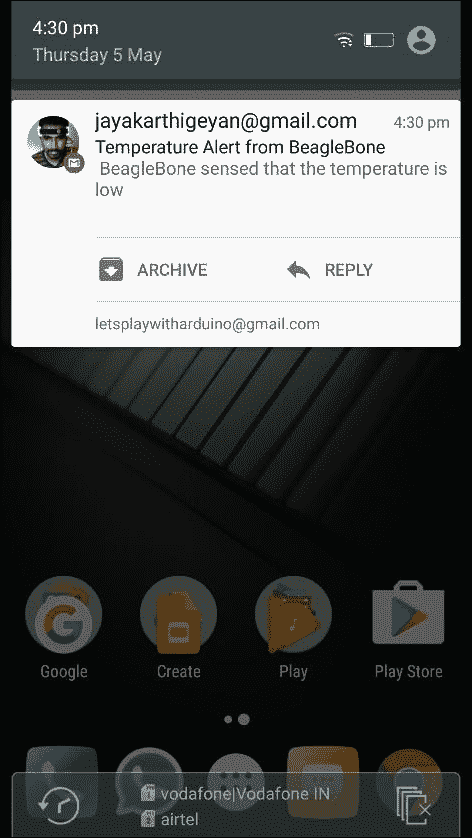 4:30 pm
Thursday 5 May
jayakarthigeyan@gmail.com 4:30 pm
Temperature Alert from BeagleBone
BeagleBone sensed that the temperature is
low
ARCHIVE REPLY
letsplaywitharduino@gmail.com
Google Create Play Play Store
vodafone|Vodafone IN
airtel